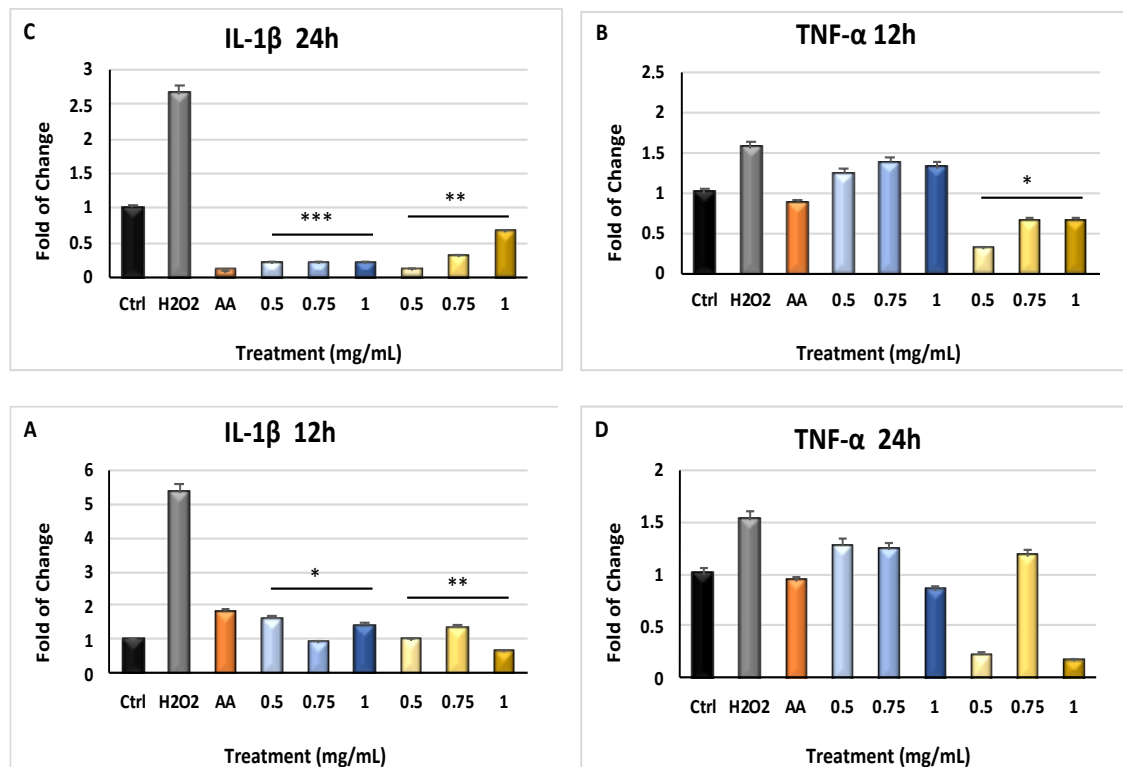 C
IL-1β 24h
3
2.5
2
1.5
1
0.5
0
Fold of Change
***
**
Ctrl H2O2 AA 0.5 0.75 1 0.5 0.75 1
Treatment (mg/mL)
B
TNF-α 12h
2.5
2
1.5
1
0.5
0
Fold of Change
*
Ctrl H2O2 AA 0.5 0.75 1 0.5 0.75 1
Treatment (mg/mL)
A
IL-1β 12h
6
5
4
3
2
1
0
Fold of Change
*
**
Ctrl H2O2 AA 0.5 0.75 1 0.5 0.75 1
Treatment (mg/mL)
D
TNF-α 24h
2
1.5
1
0.5
0
Fold of Change
Ctrl H2O2 AA 0.5 0.75 1 0.5 0.75 1
Treatment (mg/mL)